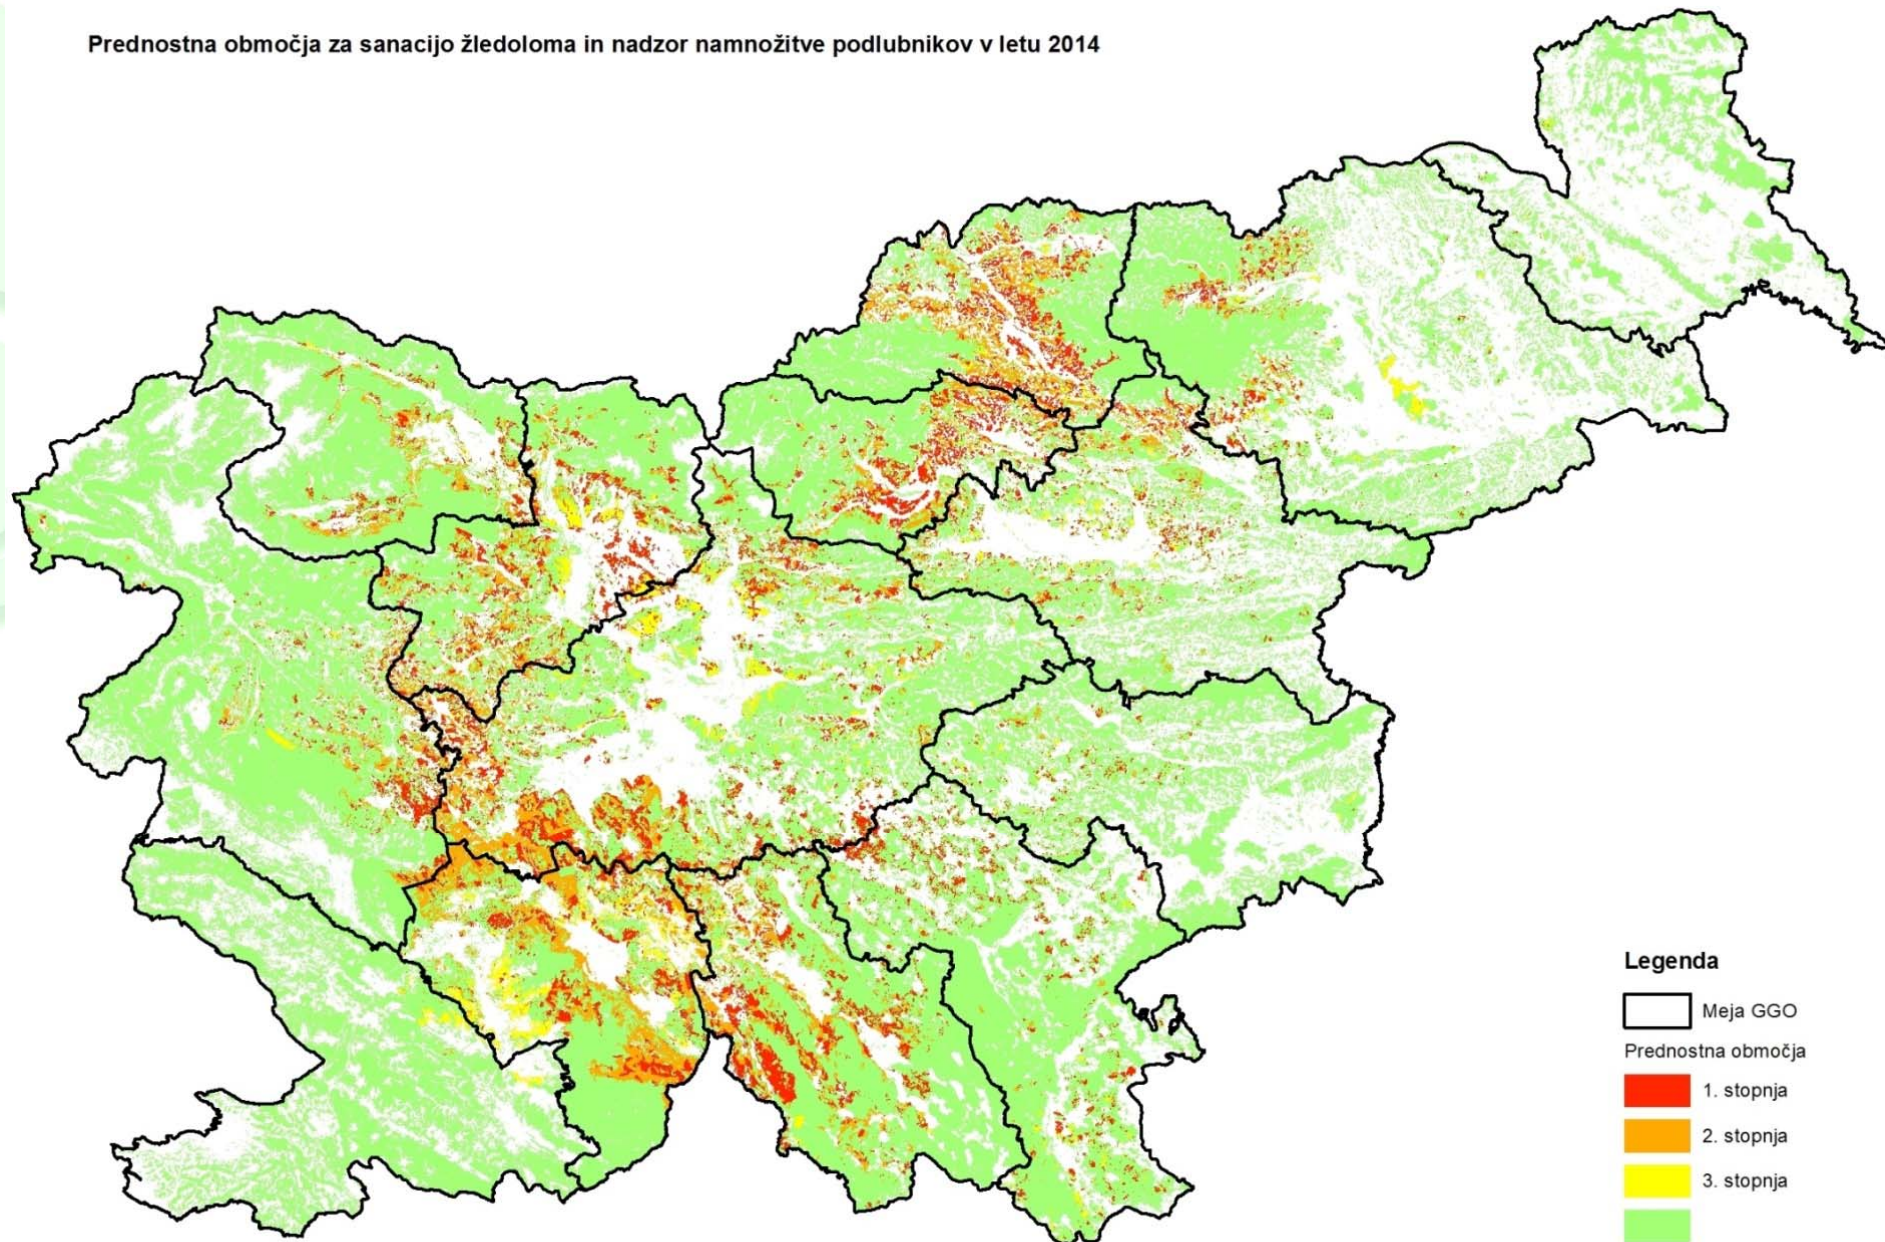 Prednostna območja za sanacijo žledoloma in nadzor namnožitve podlubnikov v letu 2014
Legenda
Meja GGO
Prednostna območja
1. stopnja
2. stopnja
3. stopnja